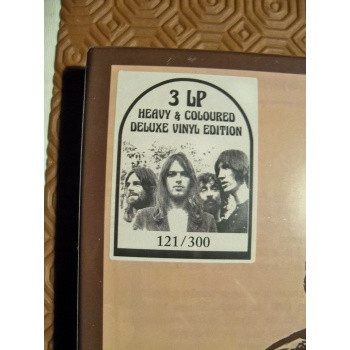 3 LP
HEAVY & COLOURED
DELUXE VINYL EDITION
121/300